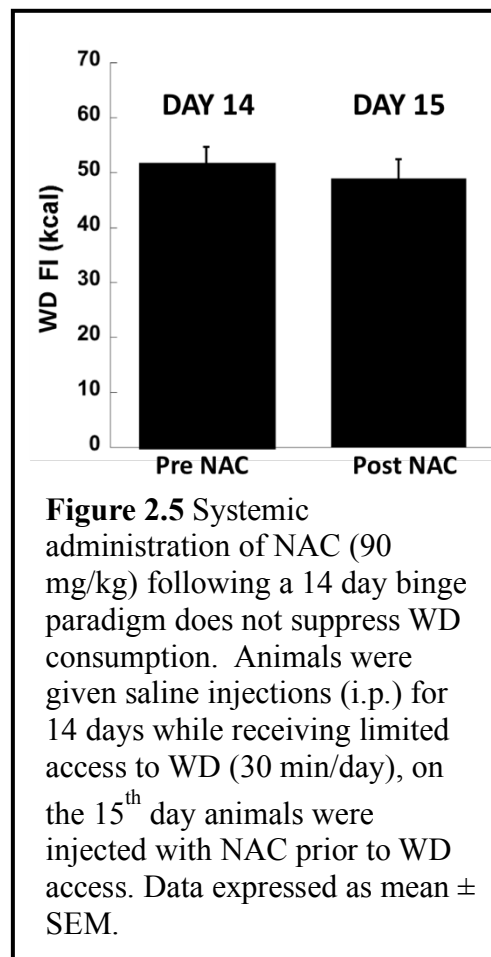 70
60
50
40
30
20
10
0
WD FI (kcal)
DAY 14 DAY 15
Pre NAC Post NAC
Figure 2.5 Systemic
administration of NAC (90
mg/kg) following a 14 day binge
paradigm does not suppress WD
consumption. Animals were
given saline injections (i.p.) for
14 days while receiving limited
access to WD (30 min/day), on
the 15th day animals were
injected with NAC prior to WD
access. Data expressed as mean ±
SEM.